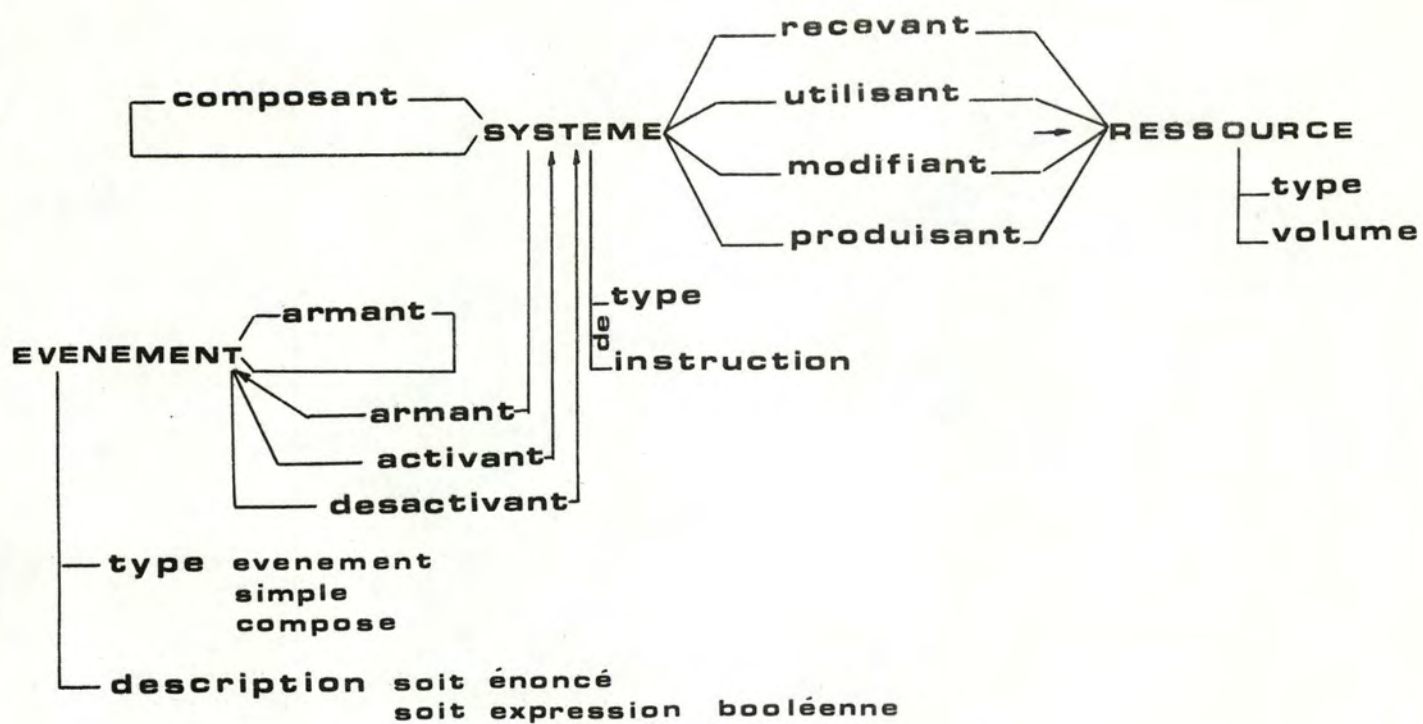 recevant
composant
utilisant
SYSTEME
RESSOURCE
modifiant
type
produisant
volume
armant
type
de
EVENEMENT
instruction
armant
activant
desactivant
type evenement
simple
compose
description soit énoncé
soit expression booléenne